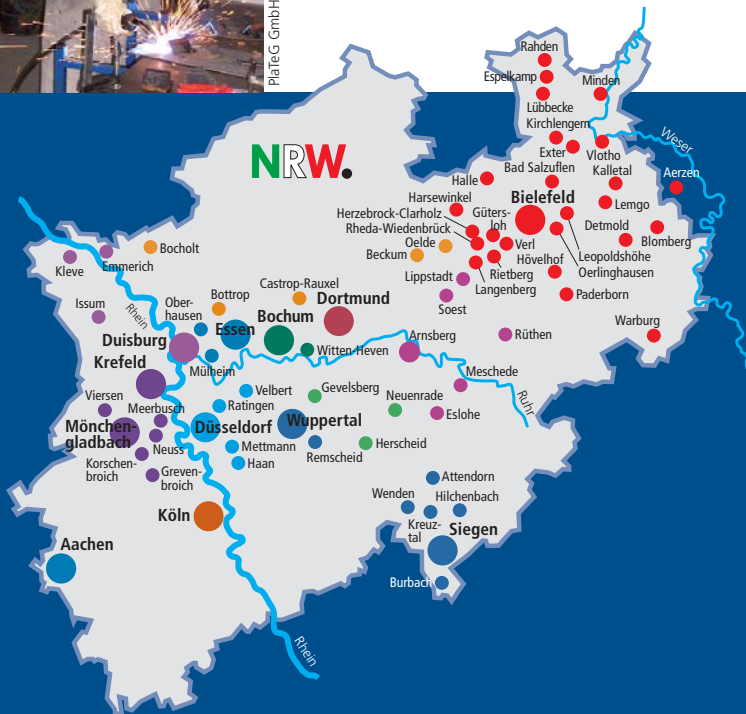 PlaTeG GmbH
NRW.
Rahden
Espelkamp
Minden
Lübbecke
Kirchlengern
Weser
Exter
Vlotho
Bad Salzuflen
Kalletal
Aerzen
Halle
Bielefeld
Harsewinkel
Lemgo
Herzebrock-Clarholz
Güters-
loh
Detmold
Rheda-Wiedenbrück
Blomberg
Oelde
Verl
Leopoldshöhe
Beckum
Hövelhof
Oerlinghausen
Rietberg
Lippstadt
Langenberg
Paderborn
Soest
Bocholt
Emmerich
Kleve
Castrop-Rauxel
Bottrop
Dortmund
Issum
Rhein
Ober-
hausen
Essen
Bochum
Warburg
Arnsberg
Rüthen
Duisburg
Witten-Heven
Krefeld
Mülheim
Meschede
Velbert
Gevelsberg
Neuenrade
Ruhr
Viersen
Meerbusch
Ratingen
Eslohe
Mönchen-
gladbach
Düsseldorf
Wuppertal
Neuss
Mettmann
Remscheid
Herscheid
Korschen-
broich
Haan
Greven-
broich
Attendorn
Wenden
Hilchenbach
Köln
Kreuz-
tal
Siegen
Aachen
Burbach
Rhein